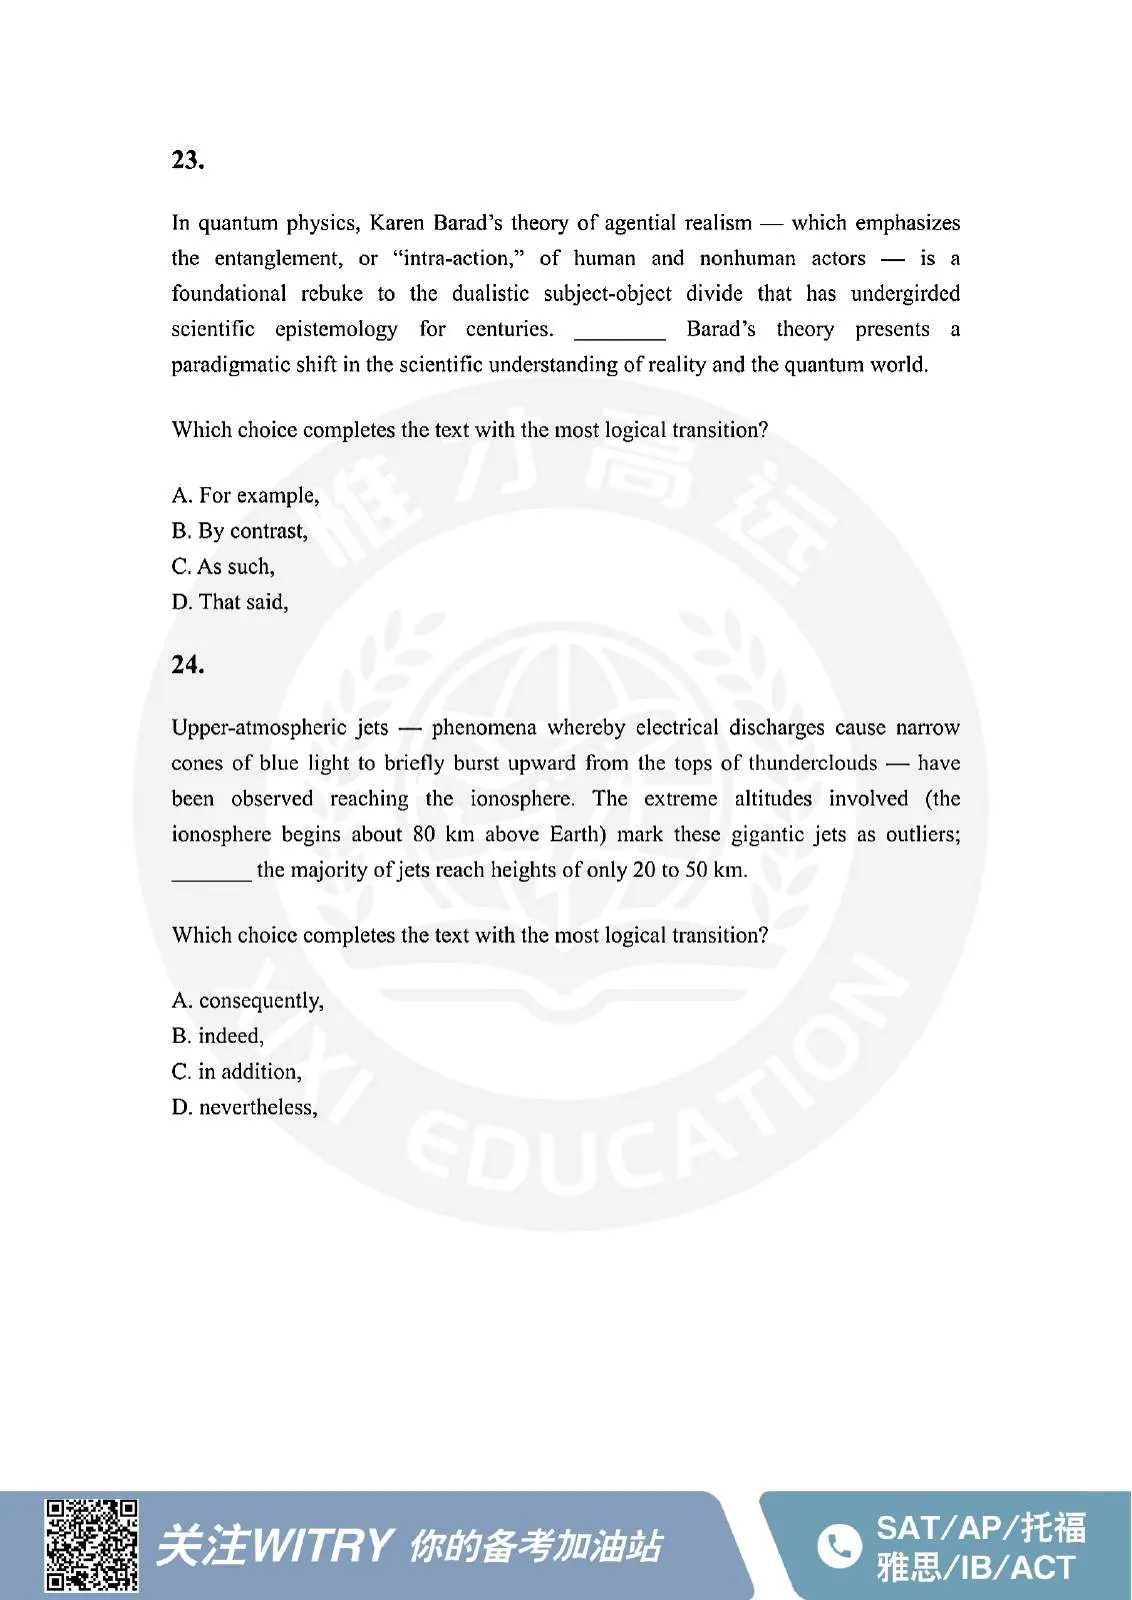 23.
In quantum physics, Karen Barad's theory of agential realism — which emphasizes
the entanglement, or “intra-action,” of human and nonhuman actors — is a
foundational rebuke to the dualistic subject-object divide that has undergirded
scientific epistemology for centuries. ________ Barad's theory presents a
paradigmatic shift in the scientific understanding of reality and the quantum world.
Which choice completes the text with the most logical transition?
A. For example,
B. By contrast,
C. As such,
D. That said,
24.
Upper-atmospheric jets — phenomena whereby electrical discharges cause narrow
cones of blue light to briefly burst upward from the tops of thunderclouds — have
been observed reaching the ionosphere. The extreme altitudes involved (the
ionosphere begins about 80 km above Earth) mark these gigantic jets as outliers;
_______ the majority of jets reach heights of only 20 to 50 km.
Which choice completes the text with the most logical transition?
A. consequently,
B. indeed,
C. in addition,
D. nevertheless,
惟力高远
XIXI EDUCATION
关注WITRY 你的备考加油站
SAT/AP/托福
雅思/IB/ACT